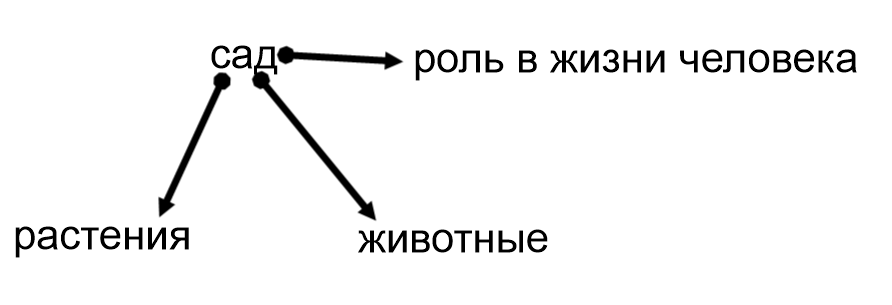 сад
роль в жизни человека
растения
животные